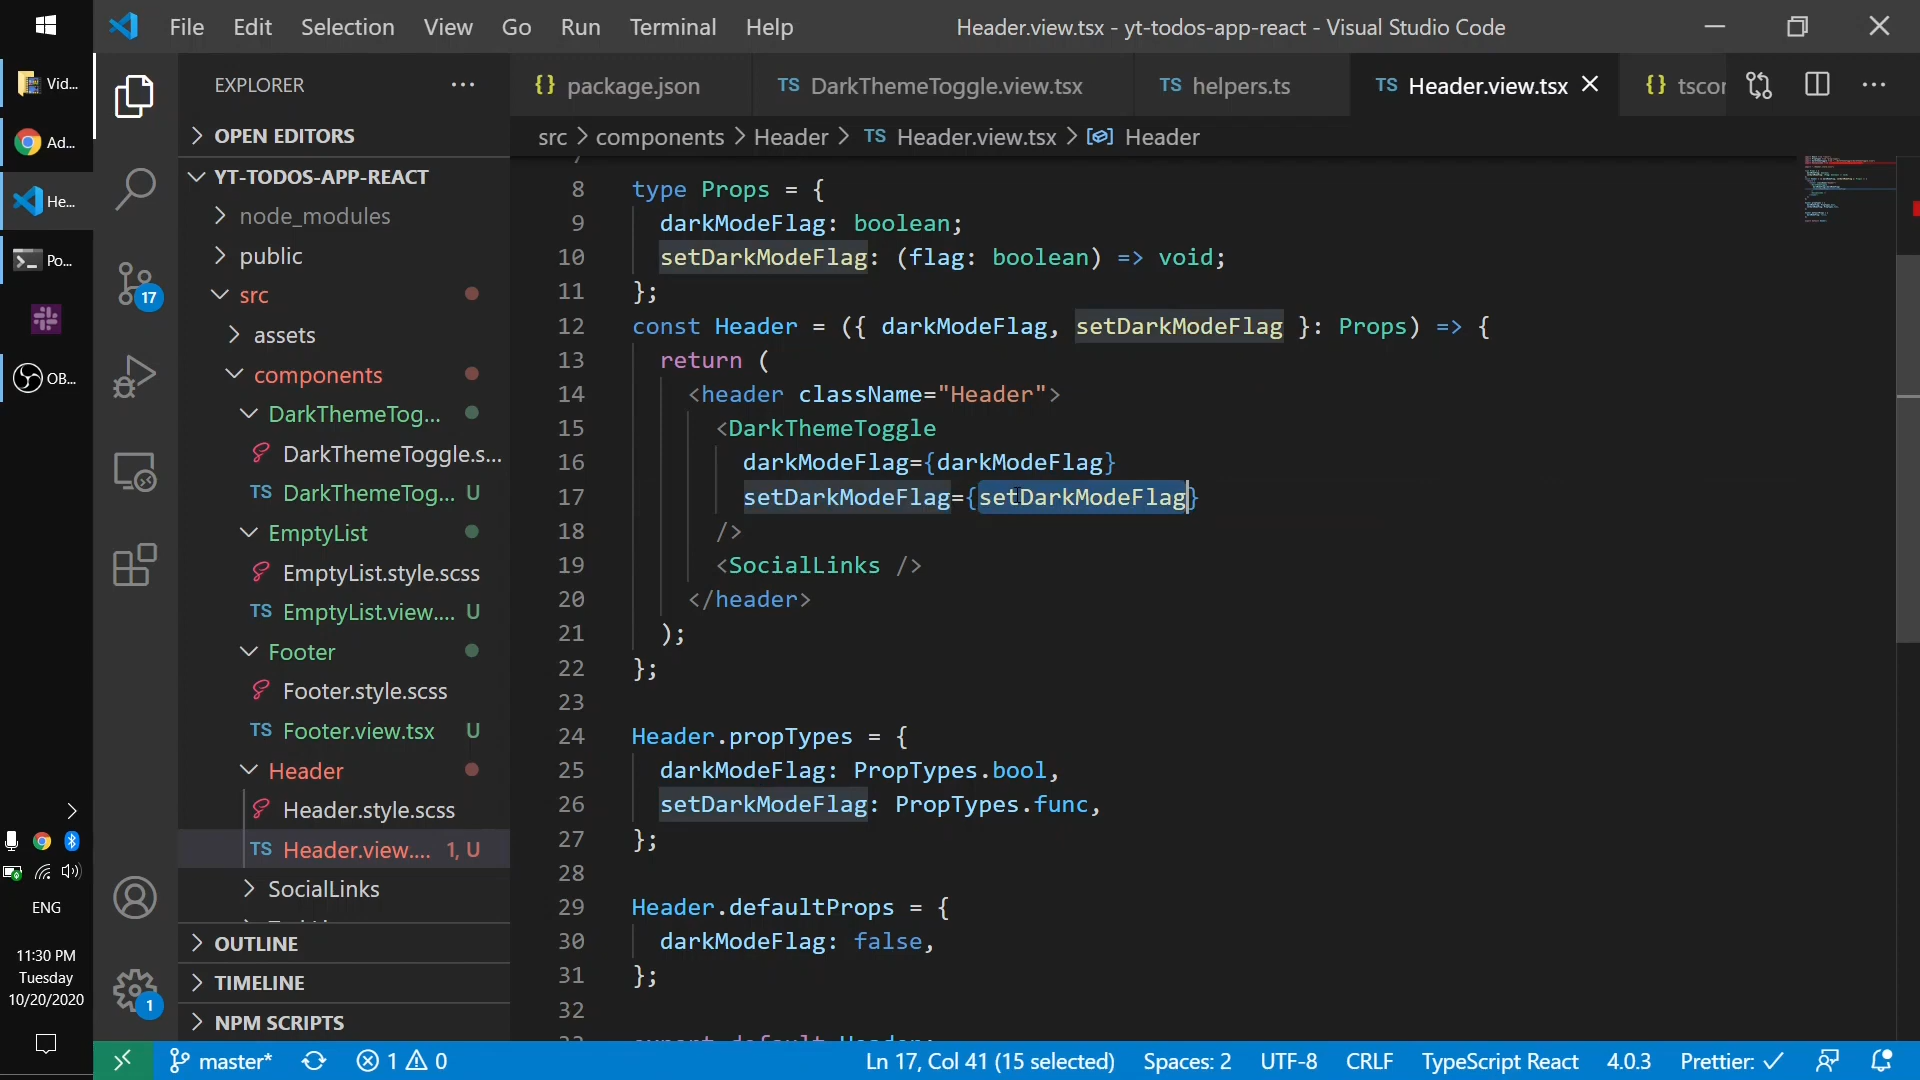 File Edit Selection View Go Run Terminal Help
Header.view.tsx - yt-todos-app-react - Visual Studio Code
Vid...
Ad...
He...
Po...
OB...
ENG
11:30 PM
Tuesday
10/20/2020
17
1
EXPLORER
OPEN EDITORS
YT-TODOS-APP-REACT
node_modules
public
src
assets
components
DarkThemeTog...
DarkThemeToggle.s...
TS DarkThemeTog... U
EmptyList
EmptyList.style.scss
TS EmptyList.view.... U
Footer
Footer.style.scss
TS Footer.view.tsx U
Header
Header.style.scss
TS Header.view.... 1, U
SocialLinks
OUTLINE
TIMELINE
NPM SCRIPTS
{} package.json TS DarkThemeToggle.view.tsx TS helpers.ts TS Header.view.tsx {} tscor
src > components > Header > TS Header.view.tsx > Header
8 type Props = {
9 darkModeFlag: boolean;
10 setDarkModeFlag: (flag: boolean) => void;
11 };
12 const Header = ({ darkModeFlag, setDarkModeFlag }: Props) => {
13 return (
14 <header className="Header">
15 <DarkThemeToggle
16 darkModeFlag={darkModeFlag}
17 setDarkModeFlag={setDarkModeFlag}
18 />
19 <SocialLinks />
20 </header>
21 );
22 };
23
24 Header.propTypes = {
25 darkModeFlag: PropTypes.bool,
26 setDarkModeFlag: PropTypes.func,
27 };
28
29 Header.defaultProps = {
30 darkModeFlag: false,
31 };
32
33 export default Header;
master* 1 0 Ln 17, Col 41 (15 selected) Spaces: 2 UTF-8 CRLF TypeScript React 4.0.3 Prettier: ✓